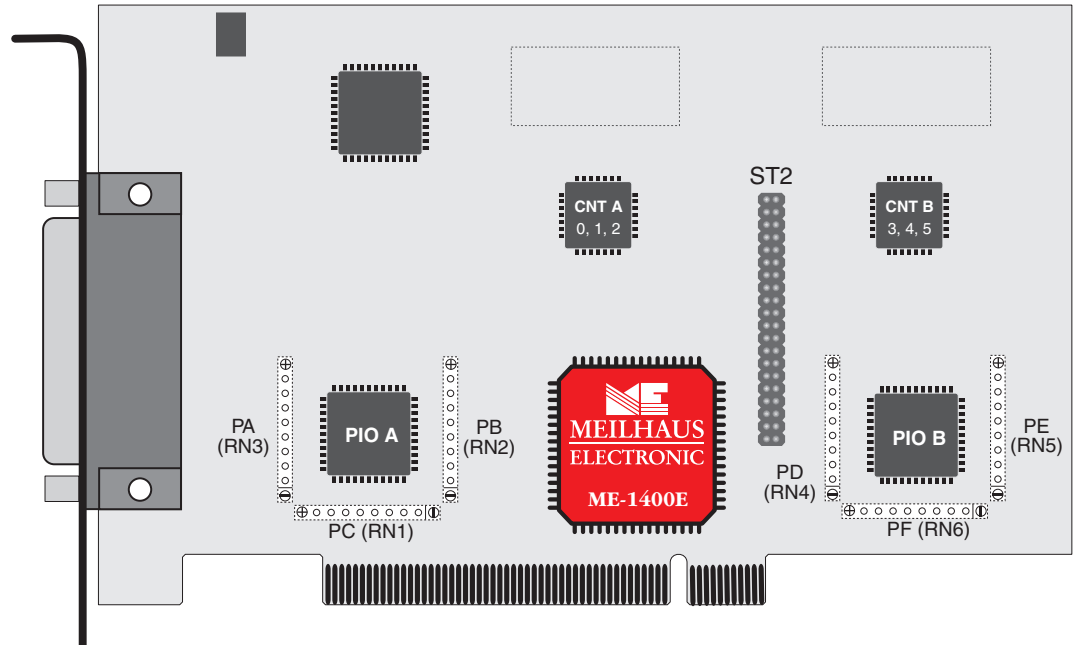 ST2
CNT A
0, 1, 2
CNT B
3, 4, 5
PA
(RN3)
PIO A
PB
(RN2)
PC (RN1)
ME
MEILHAUS
ELECTRONIC
ME-1400E
PD
(RN4)
PIO B
PE
(RN5)
PF (RN6)